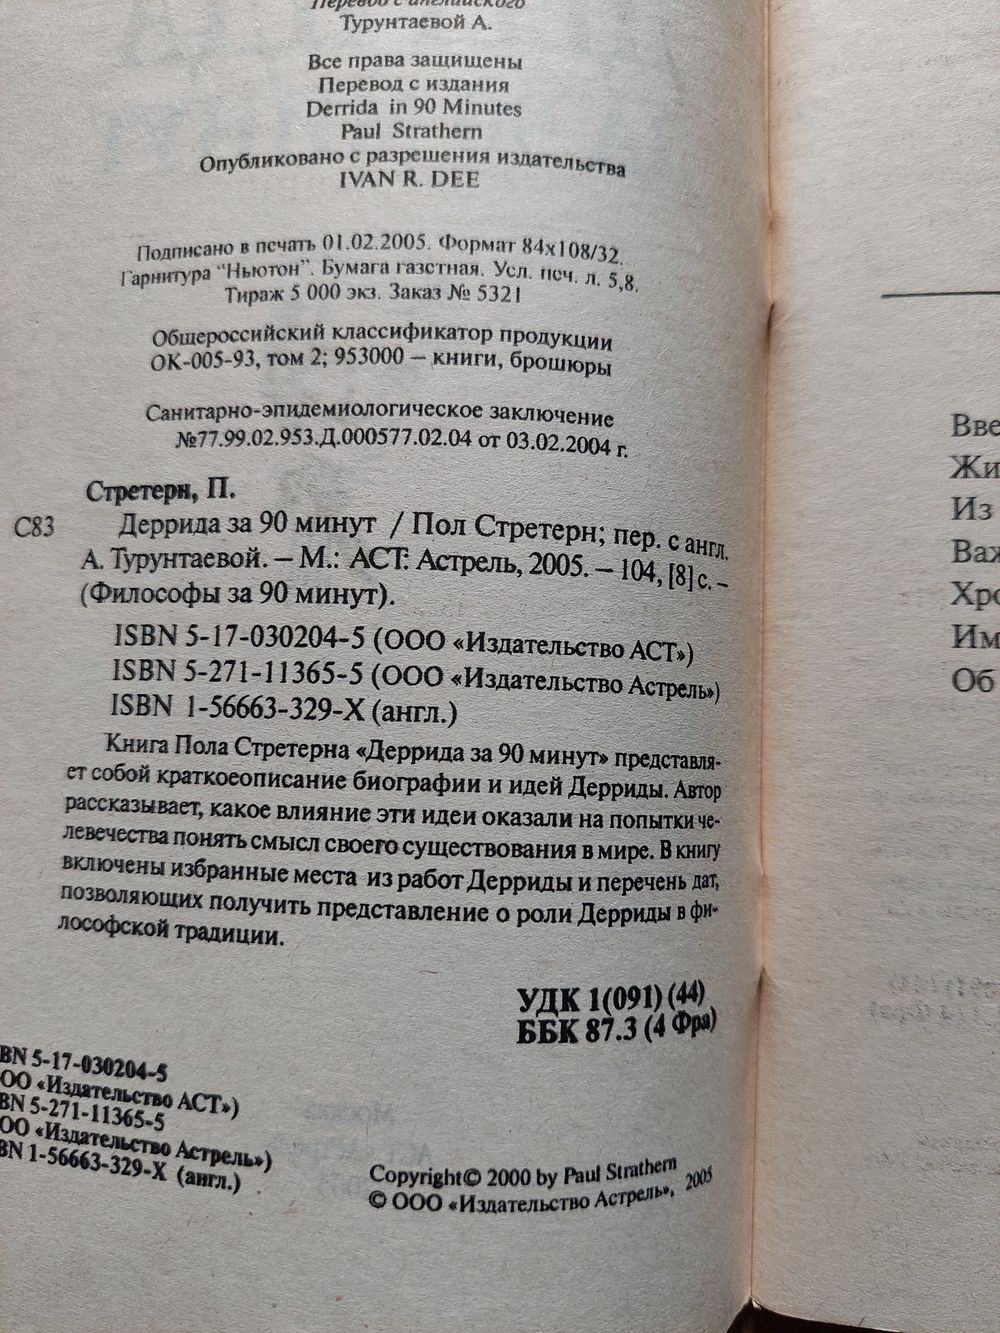 Перевод с английского
Турунтаевой А.
Все права защищены
Перевод с издания
Derrida in 90 Minutes
Paul Strathern
Опубликовано с разрешения издательства
IVAN R. DEE
Подписано в печать 01.02.2005. Формат 84х108/32.
Гарнитура "Ньютон". Бумага газетная. Усл. печ. л. 5,8.
Тираж 5 000 экз. Заказ № 5321
Общероссийский классификатор продукции
ОК-005-93, том 2; 953000 – книги, брошюры
Санитарно-эпидемиологическое заключение
№77.99.02.953.Д.000577.02.04 от 03.02.2004 г.
Стретерн, П.
С83 Деррида за 90 минут / Пол Стретерн; пер. с англ.
А. Турунтаевой. – М.: АСТ: Астрель, 2005. – 104, [8] с. –
(Философы за 90 минут).
ISBN 5-17-030204-5 (ООО «Издательство АСТ»)
ISBN 5-271-11365-5 (ООО «Издательство Астрель»)
ISBN 1-56663-329-X (англ.)
Книга Пола Стретерна «Деррида за 90 минут» представля-
ет собой краткоеописание биографии и идей Дерриды. Автор
рассказывает, какое влияние эти идеи оказали на попытки че-
левечества понять смысл своего существования в мире. В книгу
включены избранные места из работ Дерриды и перечень дат,
позволяющих получить представление о роли Дерриды в фи-
лософской традиции.
УДК 1(091) (44)
ББК 87.3 (4 Фра)
BN 5-17-030204-5
ОО «Издательство АСТ»)
BN 5-271-11365-5
ОО «Издательство Астрель»)
BN 1-56663-329-X (англ.)
Copyright© 2000 by Paul Strathern
© ООО «Издательство Астрель», 2005
Вве
Жи
Из
Важ
Хро
Им
Об